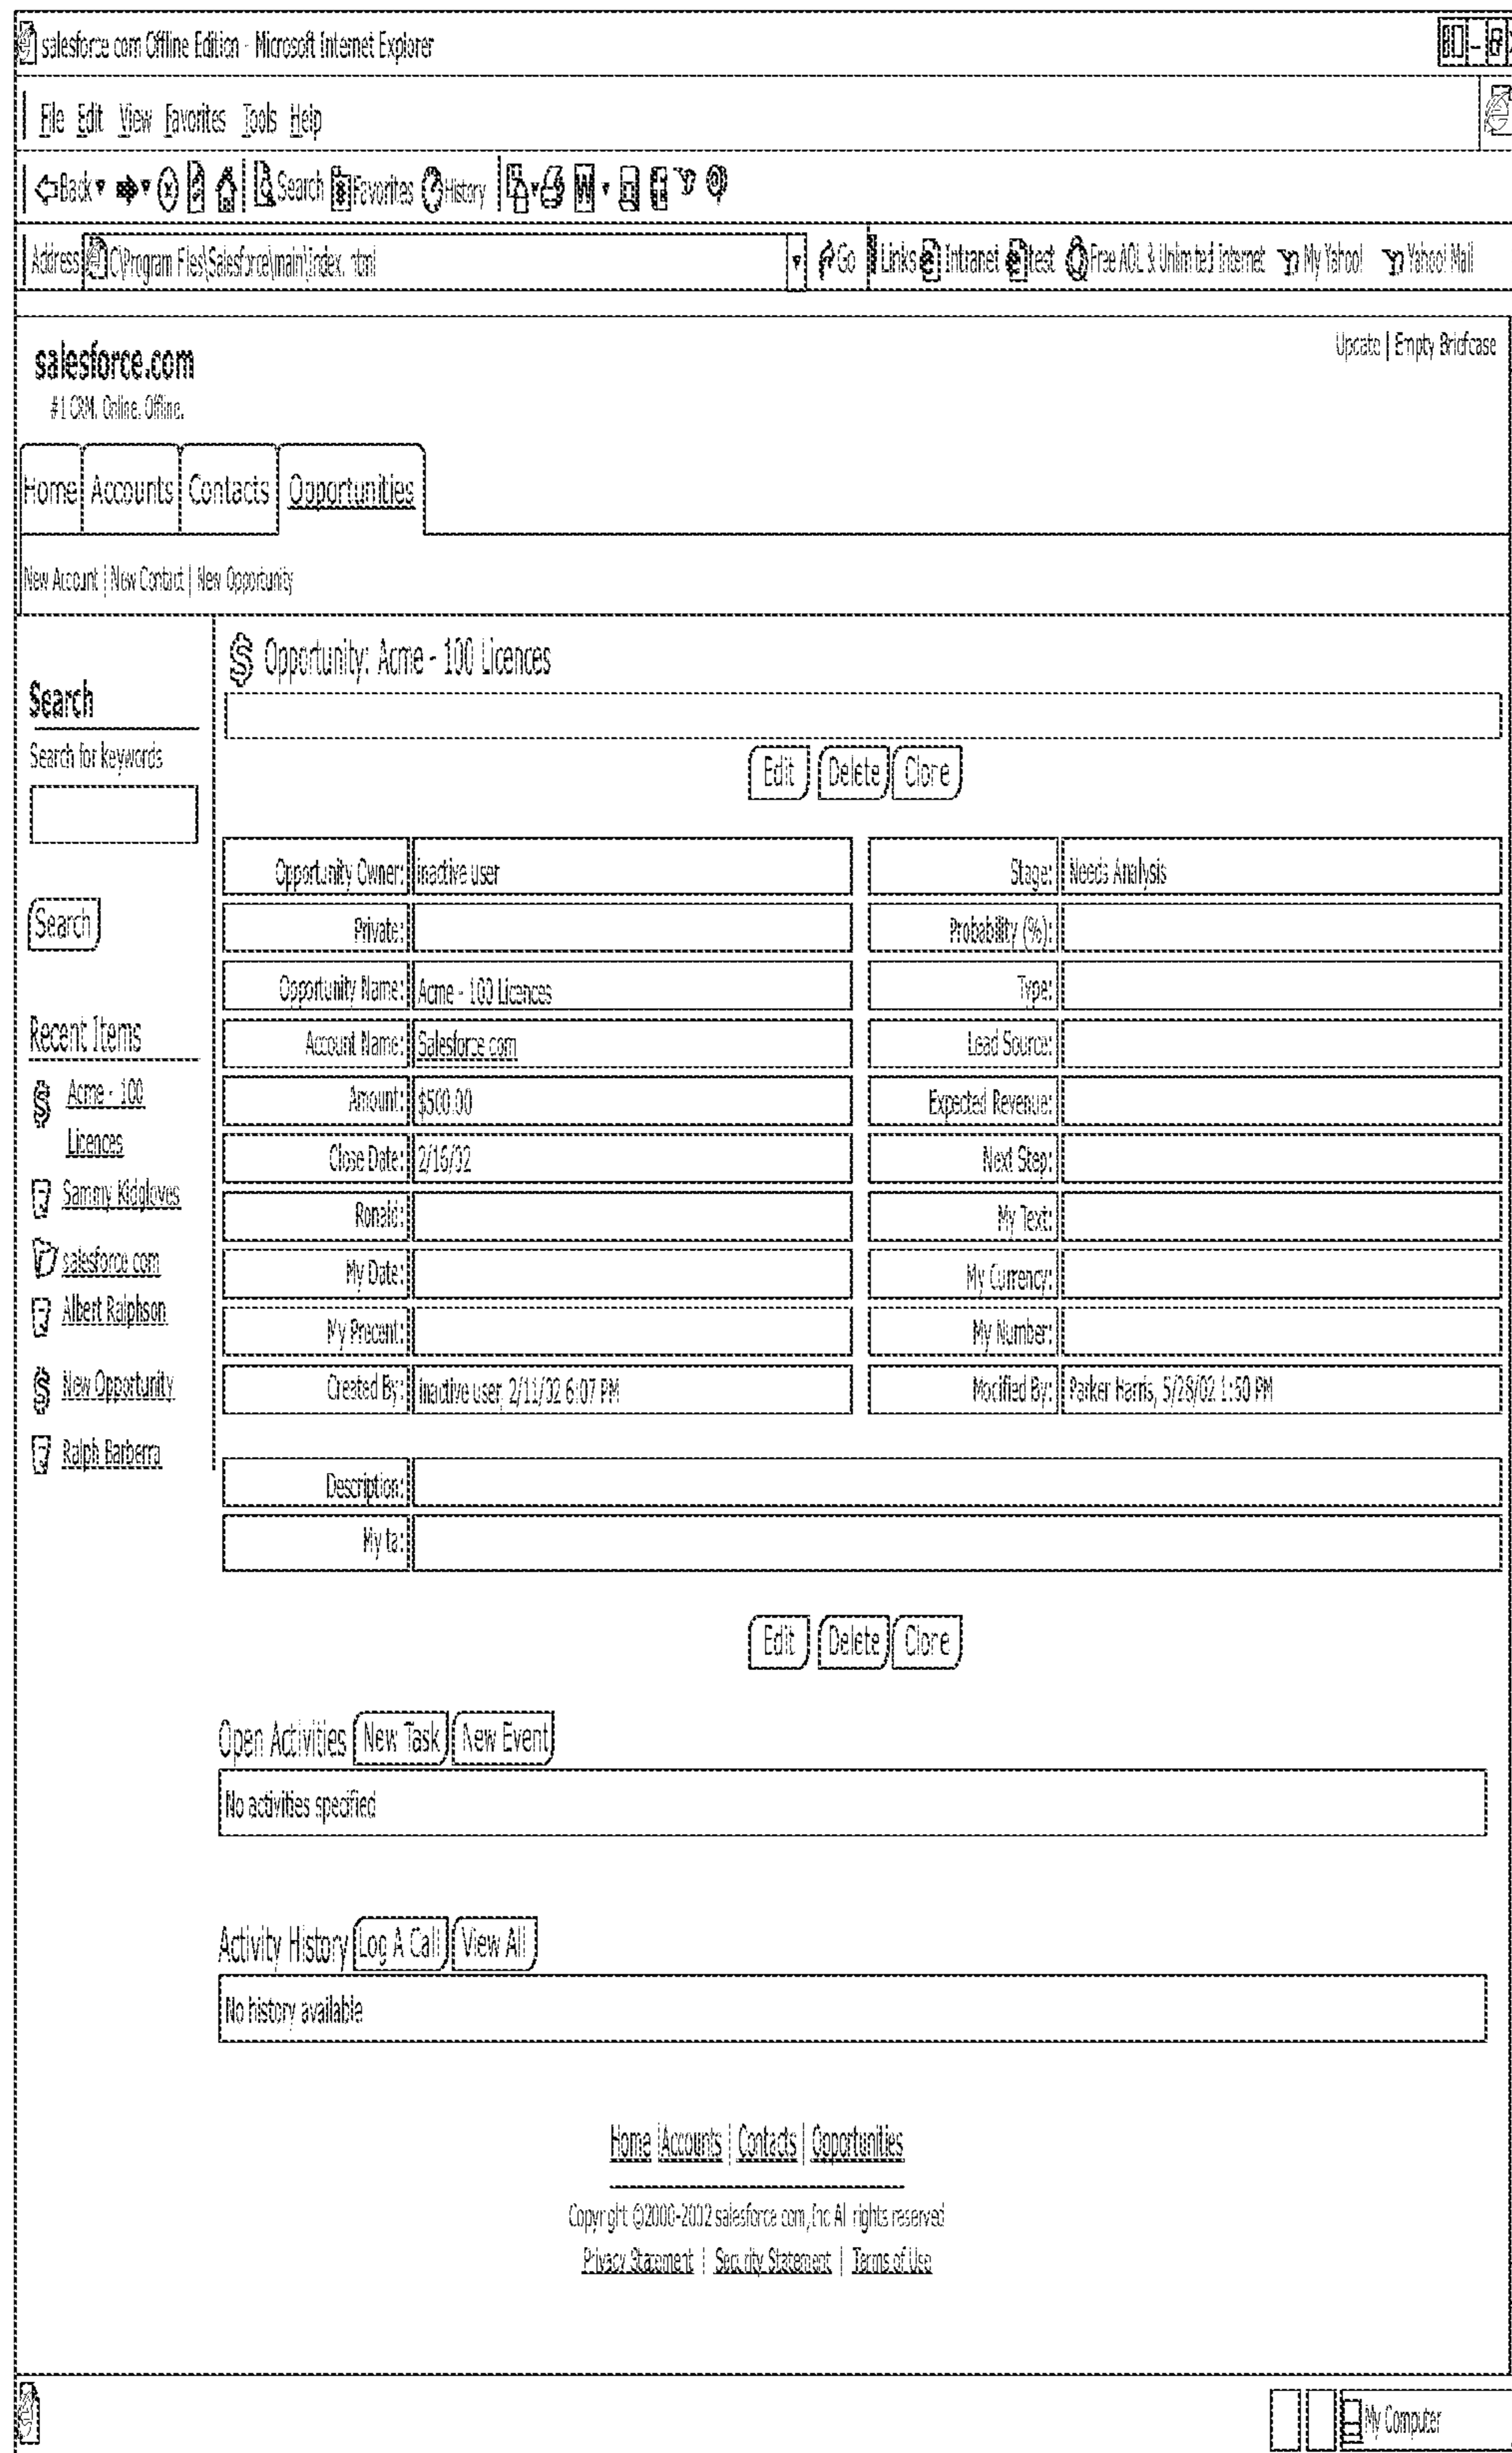 salesforce com Offline Edition - Microsoft Internet Explorer
File Edit View Favorites Tools Help
Back Search Favorites History W
Address C:\Program Files\Salesforce\main\index. html Go Links Intranet test Free AOL & Unlimited Internet My Yahoo! Yahoo! Mail
salesforce.com
Update | Empty Briefcase
#1 CRM. Online. Offline.
Home Accounts Contacts Opportunities
New Account | New Contact | New Opportunity
Search
Search for keywords
Search
Recent Items
Acme - 100
Licences
Sammy Kidgloves
salesforce com
Albert Ralphson
New Opportunity
Ralph Barberra
Opportunity: Acme - 100 Licences
Edit Delete Clone
Opportunity Owner: inactive user Stage: Needs Analysis
Private: Probability (%):
Opportunity Name: Acme - 100 Licences Type:
Account Name: Salesforce com Lead Source:
Amount: $500.00 Expected Revenue:
Close Date: 2/16/02 Next Step:
Ronald: My Text:
My Date: My Currency:
My Precent: My Number:
Created By: inactive user, 2/11/02 6:07 PM Modified By: Parker Harris, 5/28/02 1:50 PM
Description:
My ta:
Edit Delete Clone
Open Activities New Task New Event
No activities specified
Activity History Log A Call View All
No history available
Home | Accounts | Contacts | Opportunities
Copyright ©2000-2002 salesforce com, Inc All rights reserved
Privacy Statement | Security Statement | Terms of Use
My Computer